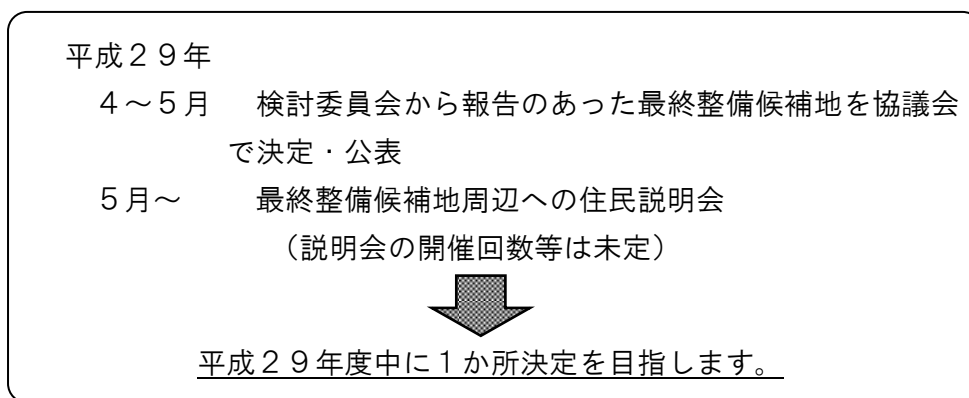 平成２９年
４～５月　検討委員会から報告のあった最終整備候補地を協議会
で決定・公表
５月～　最終整備候補地周辺への住民説明会
（説明会の開催回数等は未定）
平成２９年度中に１か所決定を目指します。